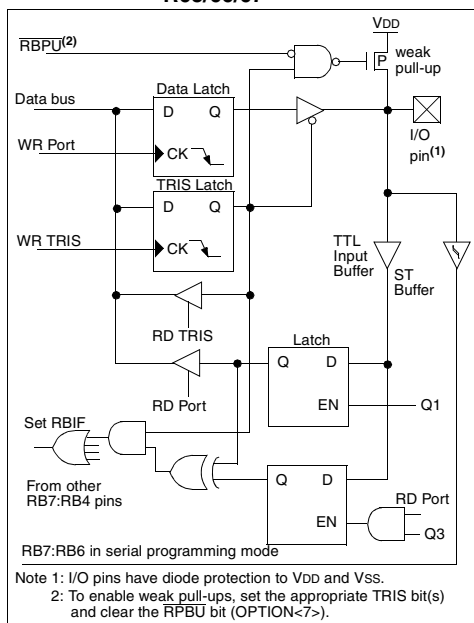 VDD
RBPU(2)
P
weak
pull-up
Data bus
Data Latch
D Q
WR Port
CK
I/O
pin(1)
TRIS Latch
D Q
WR TRIS
CK
TTL
Input
Buffer
ST
Buffer
RD TRIS
Latch
Q D
RD Port
EN
Q1
Set RBIF
From other
RB7:RB4 pins
Q D
RD Port
EN
Q3
RB7:RB6 in serial programming mode
Note 1: I/O pins have diode protection to VDD and VSS.
2: To enable weak pull-ups, set the appropriate TRIS bit(s)
and clear the RPBU bit (OPTION<7>).